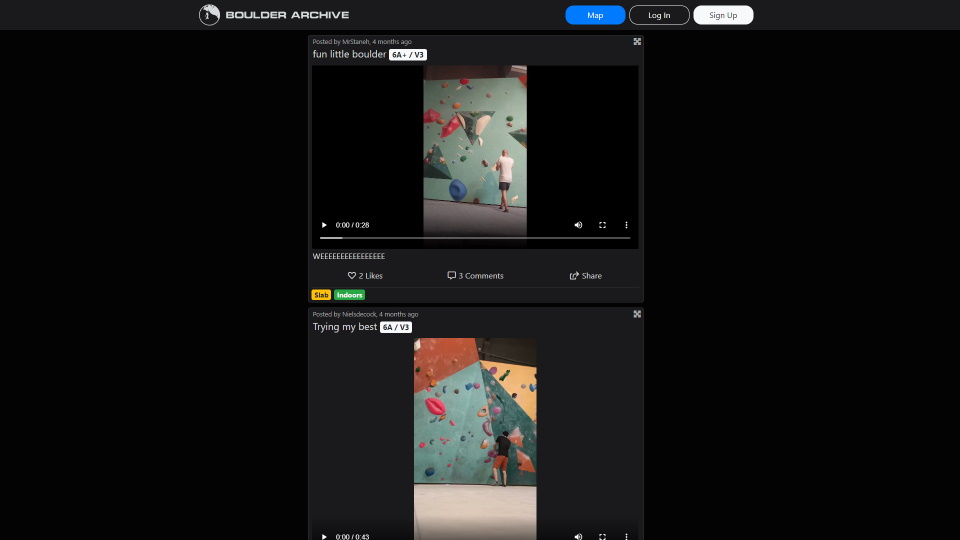 BOULDER ARCHIVE
Map
Log In
Sign Up
Posted by MrStaneh, 4 months ago
fun little boulder 6A+ / V3
0:00 / 0:28
WEEEEEEEEEEEEEEEE
2 Likes
3 Comments
Share
Slab
Indoors
Posted by Nielsdecock, 4 months ago
Trying my best 6A / V3
0:00 / 0:43